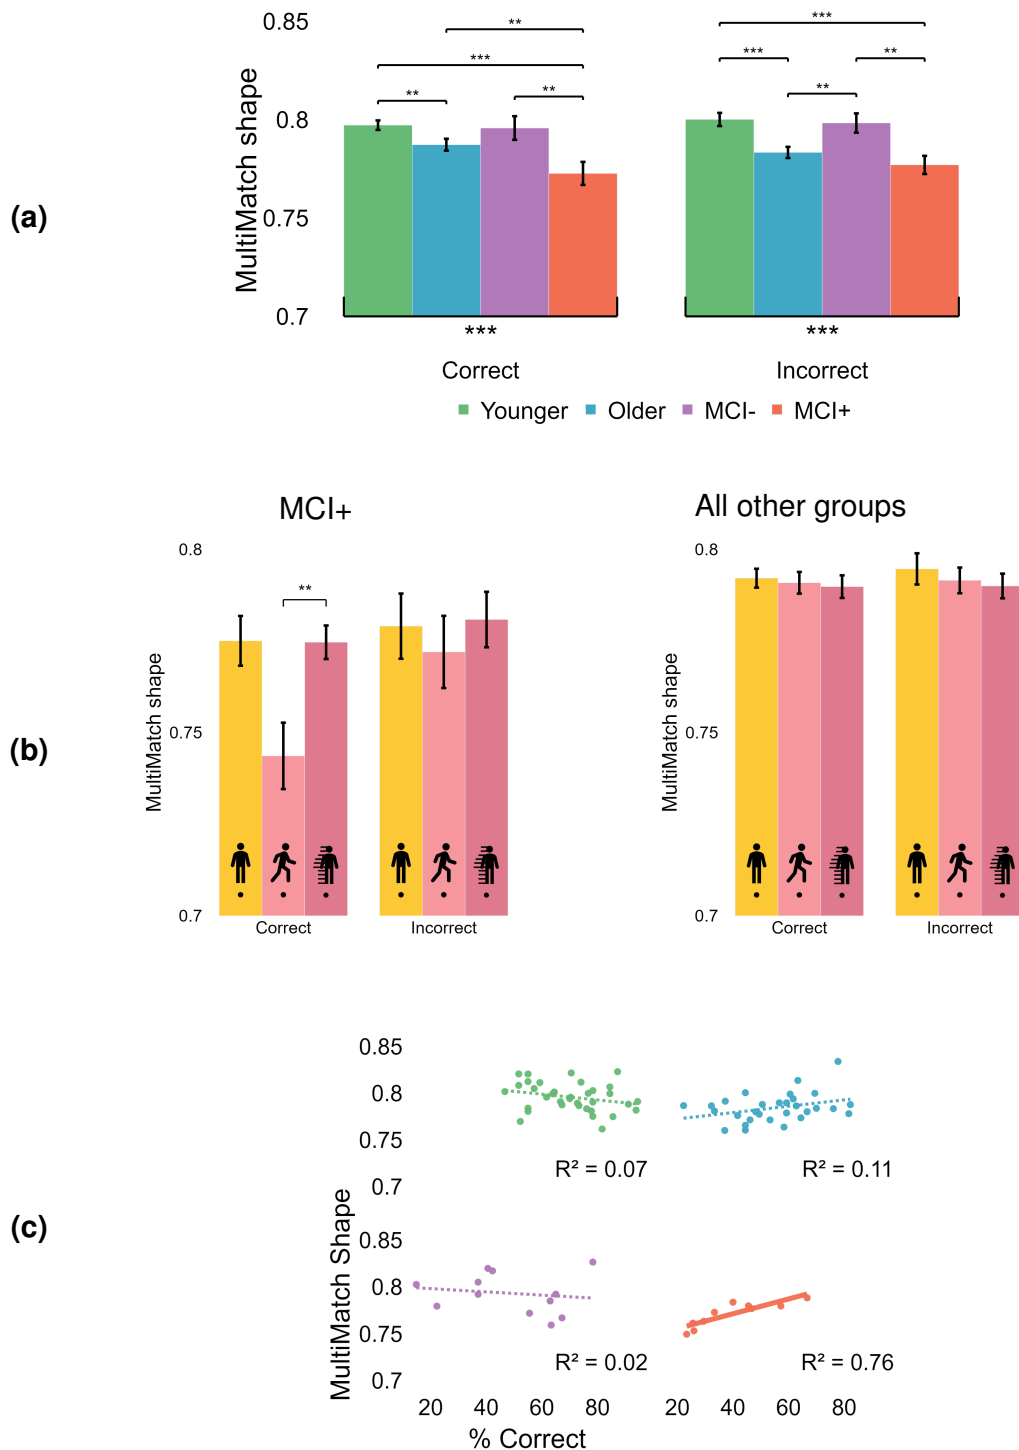 (a)
MultiMatch shape
0.85
0.8
0.75
0.7
**
***
**
**
***
***
**
**
***
***
Correct
Incorrect
Younger Older MCI- MCI+
(b)
MCI+
All other groups
MultiMatch shape
0.8
0.75
0.7
**
Correct
Incorrect
MultiMatch shape
0.8
0.75
0.7
Correct
Incorrect
(c)
MultiMatch Shape
0.85
0.8
0.75
0.7
R² = 0.07
R² = 0.11
0.85
0.8
0.75
0.7
R² = 0.02
R² = 0.76
20 40 60 80 20 40 60 80
% Correct